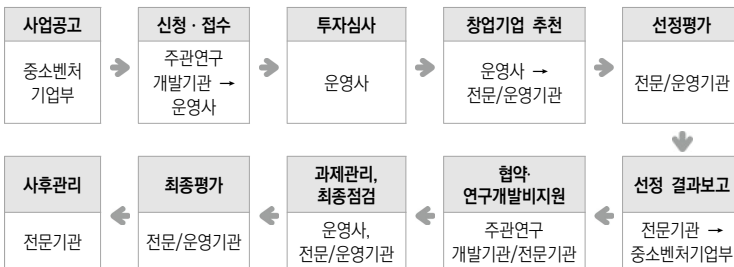 사업공고
중소벤처
기업부
신청 · 접수
주관연구
개발기관 →
운영사
투자심사
운영사
창업기업 추천
운영사 →
전문/운영기관
선정평가
전문/운영기관
선정 결과보고
전문기관 →
중소벤처기업부
협약·
연구개발비지원
주관연구
개발기관/전문기관
과제관리,
최종점검
운영사,
전문/운영기관
최종평가
전문/운영기관
사후관리
전문기관